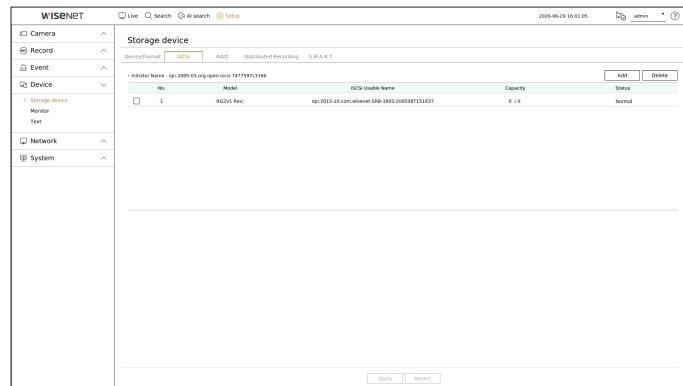 WISENET
Live Search AI search Setup
2020-06-29 16:01:05
admin
Camera
Record
Event
Device
Storage device
Monitor
Text
Network
System
Storage device
Device/Format iSCSI RAID Distributed Recording S.M.A.R.T
• Initiator Name : iqn.2005-03.org.open-iscsi:7477597c316b
Add Delete
No. Model iSCSI Usable Name Capacity Status
1 RG2V1 Rev: iqn.2015-10.com.wisenet:SRB-160S:200508T151637 0 / 0 Normal
Apply Revert